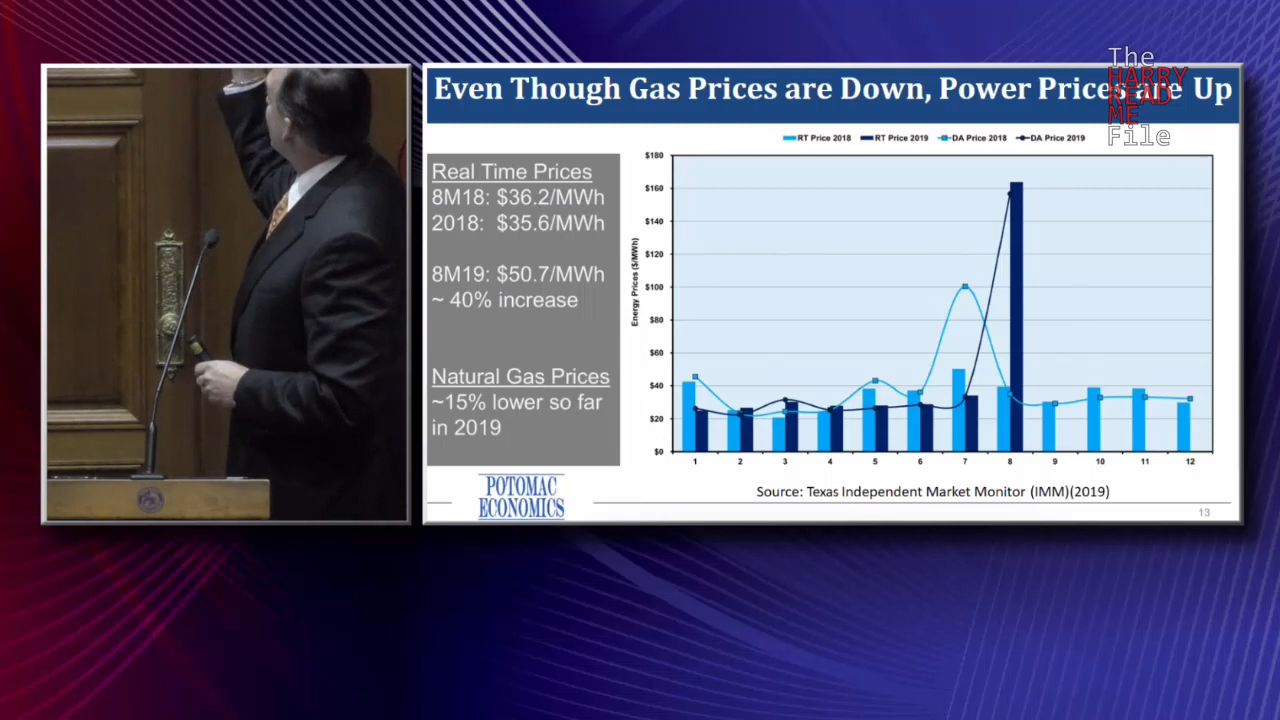 The
HARRY
READ
ME
File
Even Though Gas Prices are Down, Power Prices are Up
Real Time Prices
8M18: $36.2/MWh
2018: $35.6/MWh
8M19: $50.7/MWh
~ 40% increase
Natural Gas Prices
~15% lower so far
in 2019
RT Price 2018 RT Price 2019 DA Price 2018 DA Price 2019
Energy Prices ($/MWh)
$180
$160
$140
$120
$100
$80
$60
$40
$20
$0
1 2 3 4 5 6 7 8 9 10 11 12
Source: Texas Independent Market Monitor (IMM)(2019)
POTOMAC
ECONOMICS
13